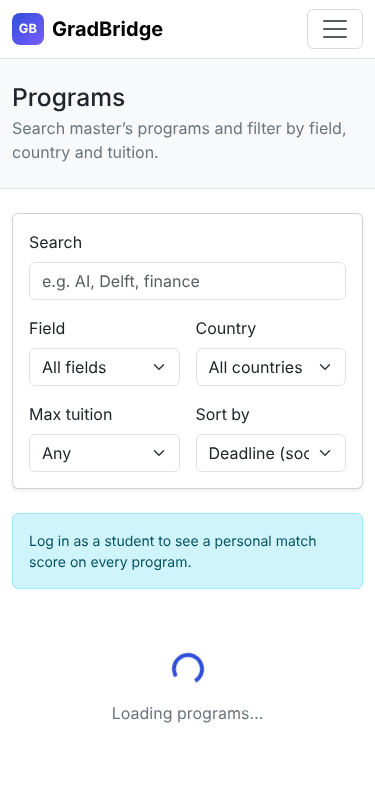 GB GradBridge
Programs
Search master's programs and filter by field,
country and tuition.
Search
e.g. AI, Delft, finance
Field Country
All fields All countries
Max tuition Sort by
Any Deadline (soo
Log in as a student to see a personal match
score on every program.
Loading programs...